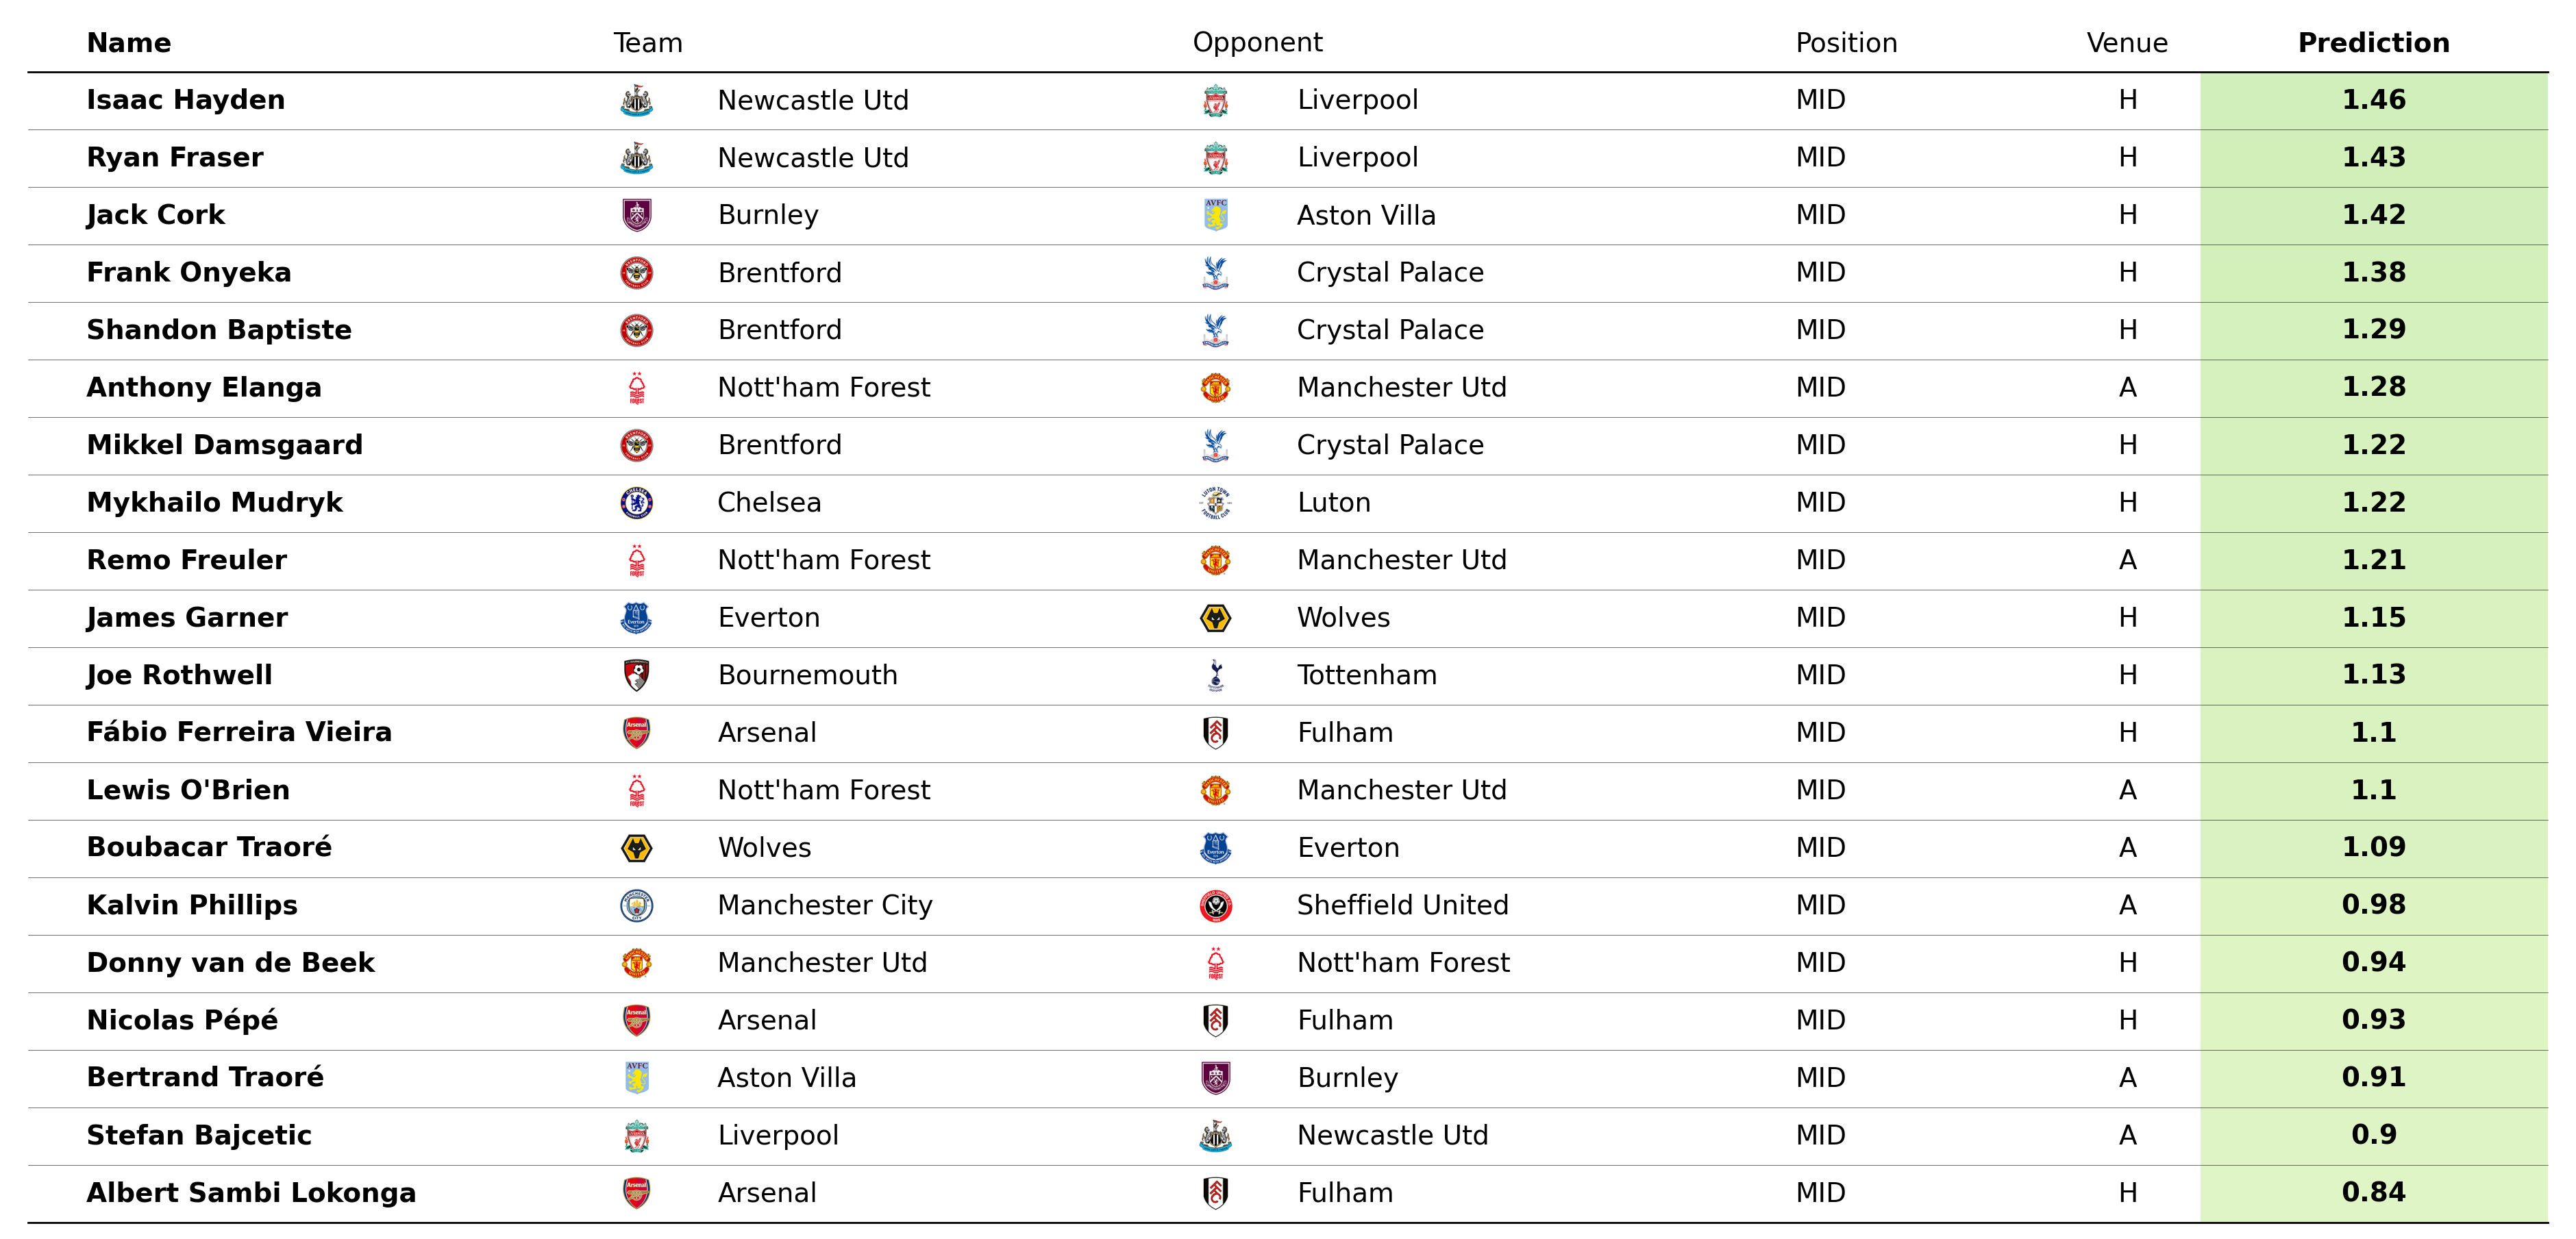 Name Team Opponent Position Venue Prediction
Isaac Hayden Newcastle Utd Liverpool MID H 1.46
Ryan Fraser Newcastle Utd Liverpool MID H 1.43
Jack Cork Burnley Aston Villa MID H 1.42
Frank Onyeka Brentford Crystal Palace MID H 1.38
Shandon Baptiste Brentford Crystal Palace MID H 1.29
Anthony Elanga Nott'ham Forest Manchester Utd MID A 1.28
Mikkel Damsgaard Brentford Crystal Palace MID H 1.22
Mykhailo Mudryk Chelsea Luton MID H 1.22
Remo Freuler Nott'ham Forest Manchester Utd MID A 1.21
James Garner Everton Wolves MID H 1.15
Joe Rothwell Bournemouth Tottenham MID H 1.13
Fábio Ferreira Vieira Arsenal Fulham MID H 1.1
Lewis O'Brien Nott'ham Forest Manchester Utd MID A 1.1
Boubacar Traoré Wolves Everton MID A 1.09
Kalvin Phillips Manchester City Sheffield United MID A 0.98
Donny van de Beek Manchester Utd Nott'ham Forest MID H 0.94
Nicolas Pépé Arsenal Fulham MID H 0.93
Bertrand Traoré Aston Villa Burnley MID A 0.91
Stefan Bajcetic Liverpool Newcastle Utd MID A 0.9
Albert Sambi Lokonga Arsenal Fulham MID H 0.84